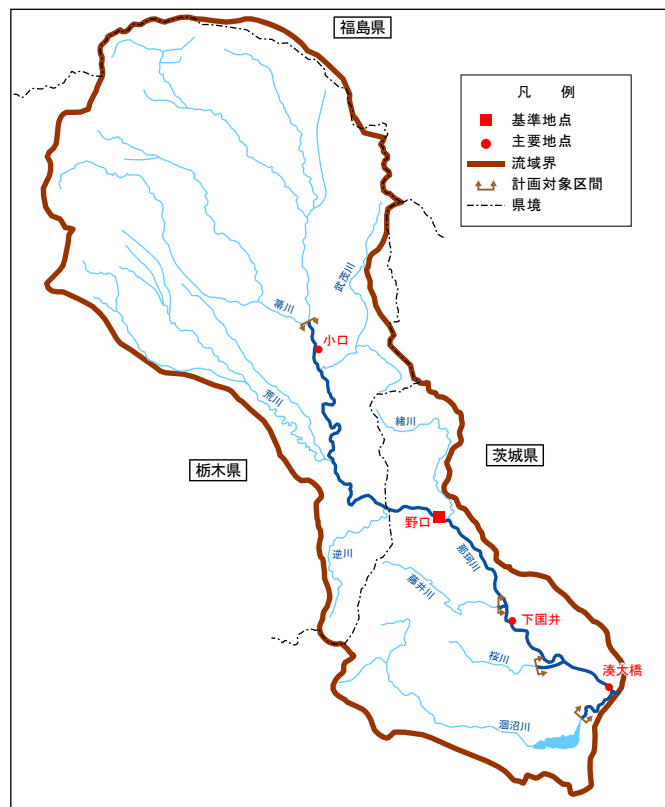 福島県
凡 例
基準地点
主要地点
流域界
計画対象区間
県境
武茂川
箒川
小口
荒川
緒川
茨城県
栃木県
野口
那珂川
逆川
藤井川
下国井
桜川
湊大橋
涸沼川